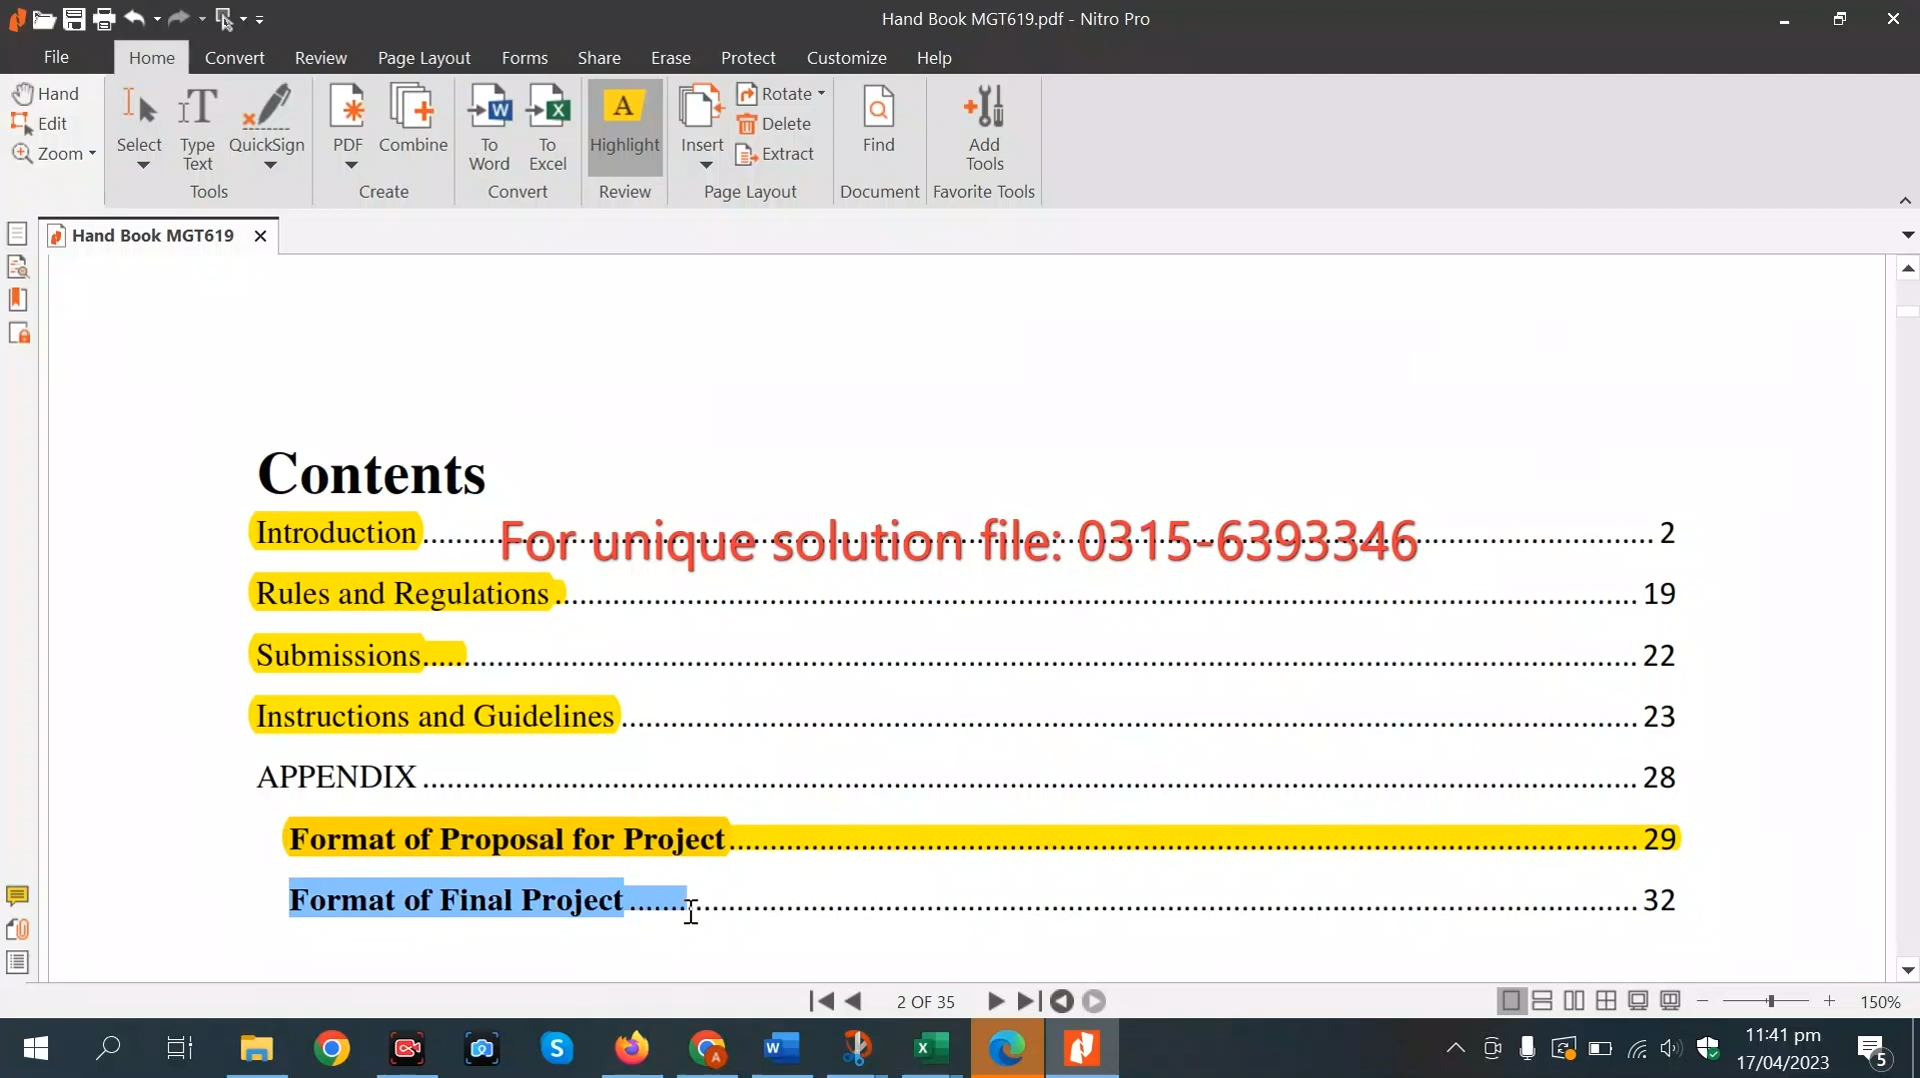 Hand Book MGT619.pdf - Nitro Pro
File Home Convert Review Page Layout Forms Share Erase Protect Customize Help
Hand
Edit
Zoom
Select
Type Text
QuickSign
Tools
PDF
Combine
Create
To Word
To Excel
Convert
A
Highlight
Review
Insert
Rotate
Delete
Extract
Page Layout
Find
Document
Add Tools
Favorite Tools
Hand Book MGT619
Contents
Introduction 2
For unique solution file: 0315-6393346
Rules and Regulations 19
Submissions 22
Instructions and Guidelines 23
APPENDIX 28
Format of Proposal for Project 29
Format of Final Project 32
2 OF 35
150%
11:41 pm
17/04/2023
5